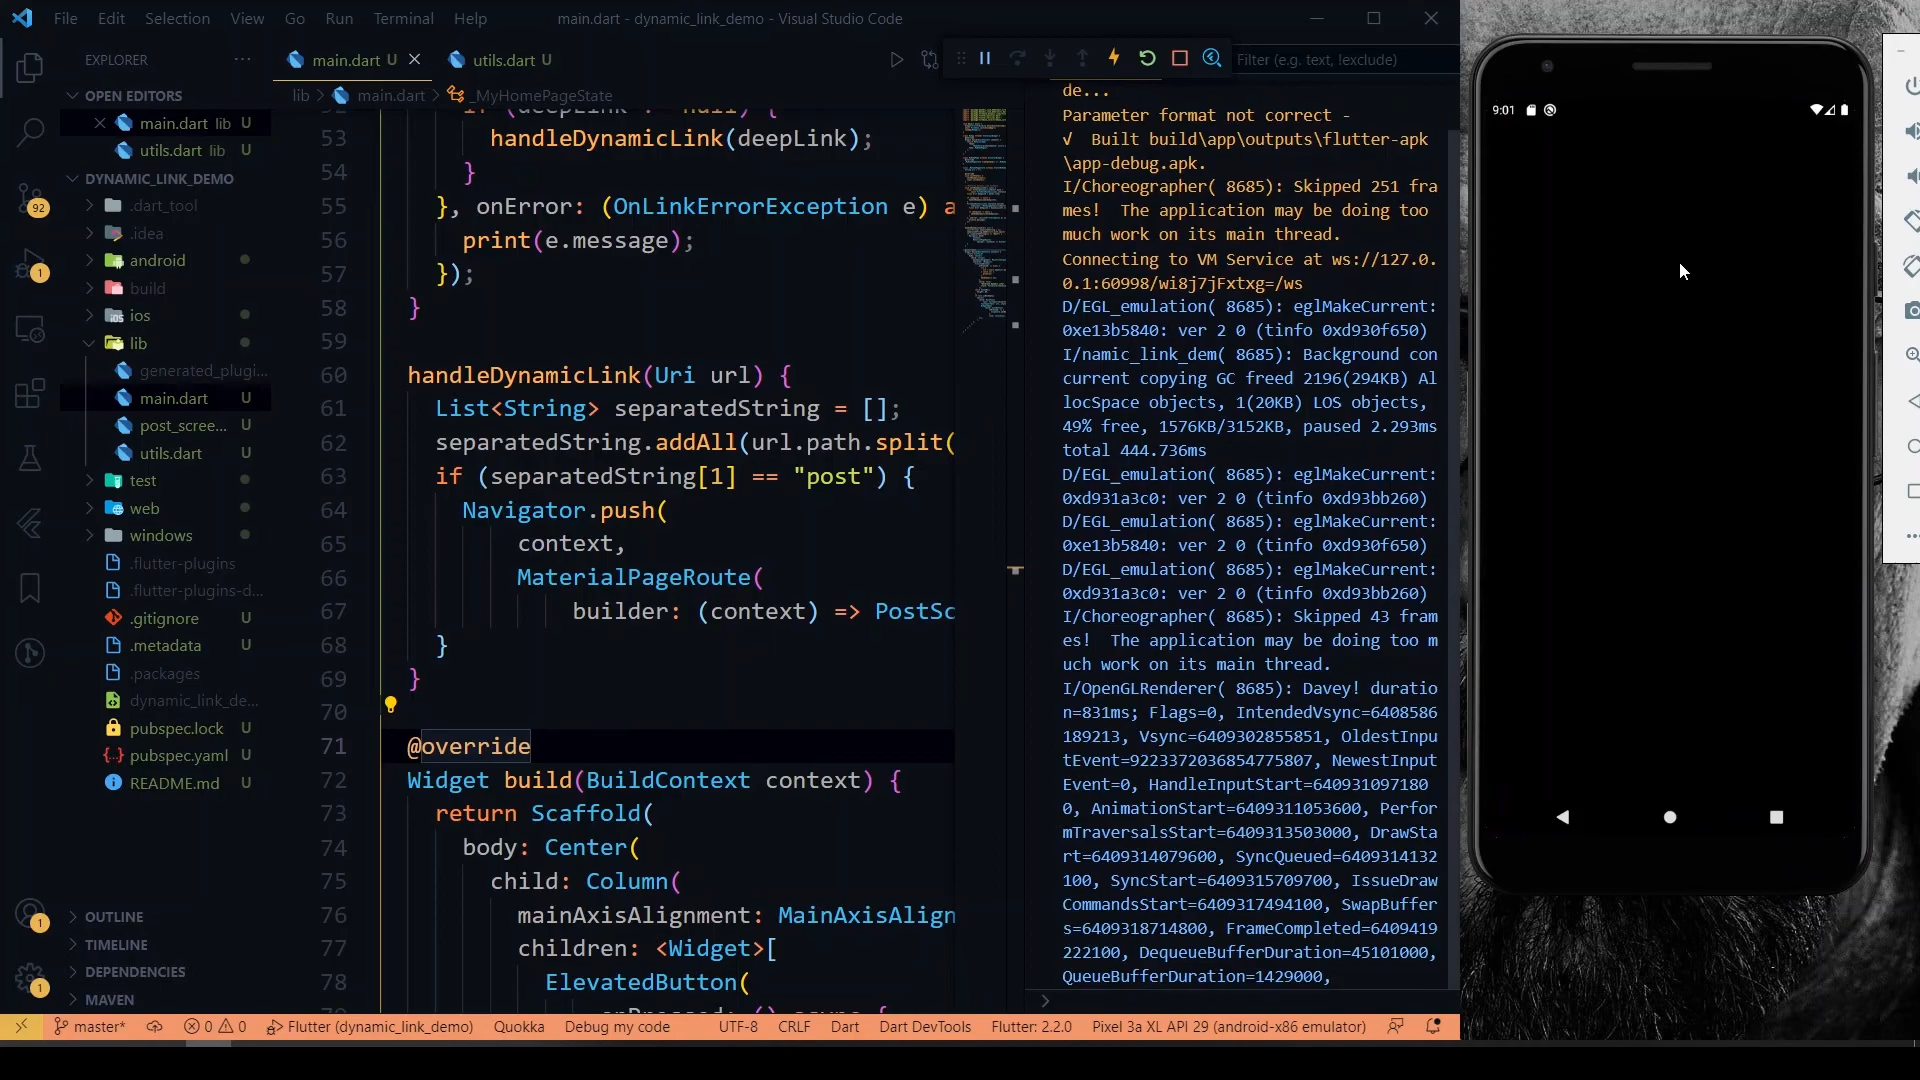 File Edit Selection View Go Run Terminal Help
main.dart - dynamic_link_demo - Visual Studio Code
EXPLORER
main.dart U
utils.dart U
Filter (e.g. text, !exclude)
OPEN EDITORS
main.dart lib U
utils.dart lib U
DYNAMIC_LINK_DEMO
.dart_tool
.idea
android
build
ios
lib
generated_plugi...
main.dart U
post_scree... U
utils.dart U
test
web
windows
.flutter-plugins
.flutter-plugins-d...
.gitignore U
.metadata U
.packages
dynamic_link_de...
pubspec.lock U
pubspec.yaml U
README.md U
OUTLINE
TIMELINE
DEPENDENCIES
MAVEN
92
1
1
1
lib > main.dart > _MyHomePageState
53 handleDynamicLink(deepLink);
54 }
55 }, onError: (OnLinkErrorException e) a
56 print(e.message);
57 });
58 }
59
60 handleDynamicLink(Uri url) {
61 List<String> separatedString = [];
62 separatedString.addAll(url.path.split(
63 if (separatedString[1] == "post") {
64 Navigator.push(
65 context,
66 MaterialPageRoute(
67 builder: (context) => PostSc
68 }
69 }
70
71 @override
72 Widget build(BuildContext context) {
73 return Scaffold(
74 body: Center(
75 child: Column(
76 mainAxisAlignment: MainAxisAlign
77 children: <Widget>[
78 ElevatedButton(
de...
Parameter format not correct -
√ Built build\app\outputs\flutter-apk
\app-debug.apk.
I/Choreographer( 8685): Skipped 251 fra
mes! The application may be doing too
much work on its main thread.
Connecting to VM Service at ws://127.0.
0.1:60998/wi8j7jFxtxg=/ws
D/EGL_emulation( 8685): eglMakeCurrent:
0xe13b5840: ver 2 0 (tinfo 0xd930f650)
I/namic_link_dem( 8685): Background con
current copying GC freed 2196(294KB) Al
locSpace objects, 1(20KB) LOS objects,
49% free, 1576KB/3152KB, paused 2.293ms
total 444.736ms
D/EGL_emulation( 8685): eglMakeCurrent:
0xd931a3c0: ver 2 0 (tinfo 0xd93bb260)
D/EGL_emulation( 8685): eglMakeCurrent:
0xe13b5840: ver 2 0 (tinfo 0xd930f650)
D/EGL_emulation( 8685): eglMakeCurrent:
0xd931a3c0: ver 2 0 (tinfo 0xd93bb260)
I/Choreographer( 8685): Skipped 43 fram
es! The application may be doing too m
uch work on its main thread.
I/OpenGLRenderer( 8685): Davey! duratio
n=831ms; Flags=0, IntendedVsync=6408586
189213, Vsync=6409302855851, OldestInpu
tEvent=9223372036854775807, NewestInput
Event=0, HandleInputStart=640931097180
0, AnimationStart=6409311053600, Perfor
mTraversalsStart=6409313503000, DrawSta
rt=6409314079600, SyncQueued=6409314132
100, SyncStart=6409315709700, IssueDraw
CommandsStart=6409317494100, SwapBuffer
s=6409318714800, FrameCompleted=6409419
222100, DequeueBufferDuration=45101000,
QueueBufferDuration=1429000,
9:01
master* 0 0 Flutter (dynamic_link_demo) Quokka Debug my code UTF-8 CRLF Dart Dart DevTools Flutter: 2.2.0 Pixel 3a XL API 29 (android-x86 emulator)